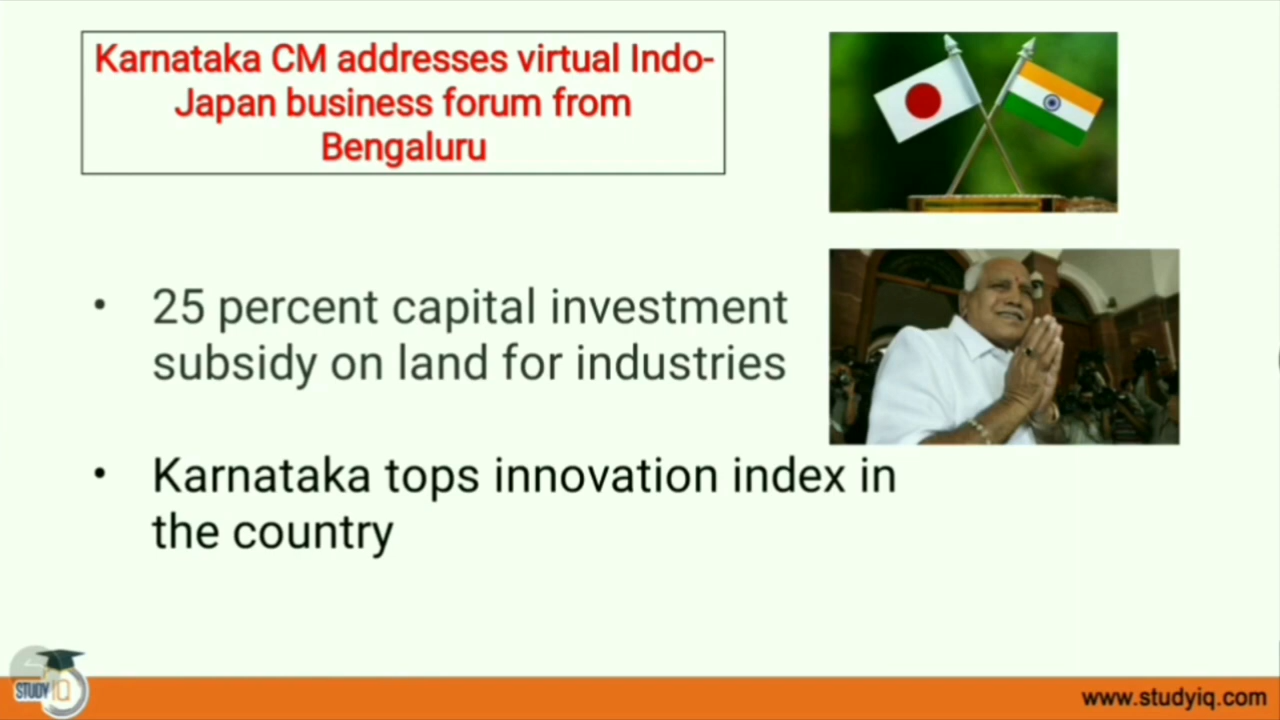 Karnataka CM addresses virtual Indo-
Japan business forum from
Bengaluru
• 25 percent capital investment
subsidy on land for industries
• Karnataka tops innovation index in
the country
STUDY IQ
www.studyiq.com